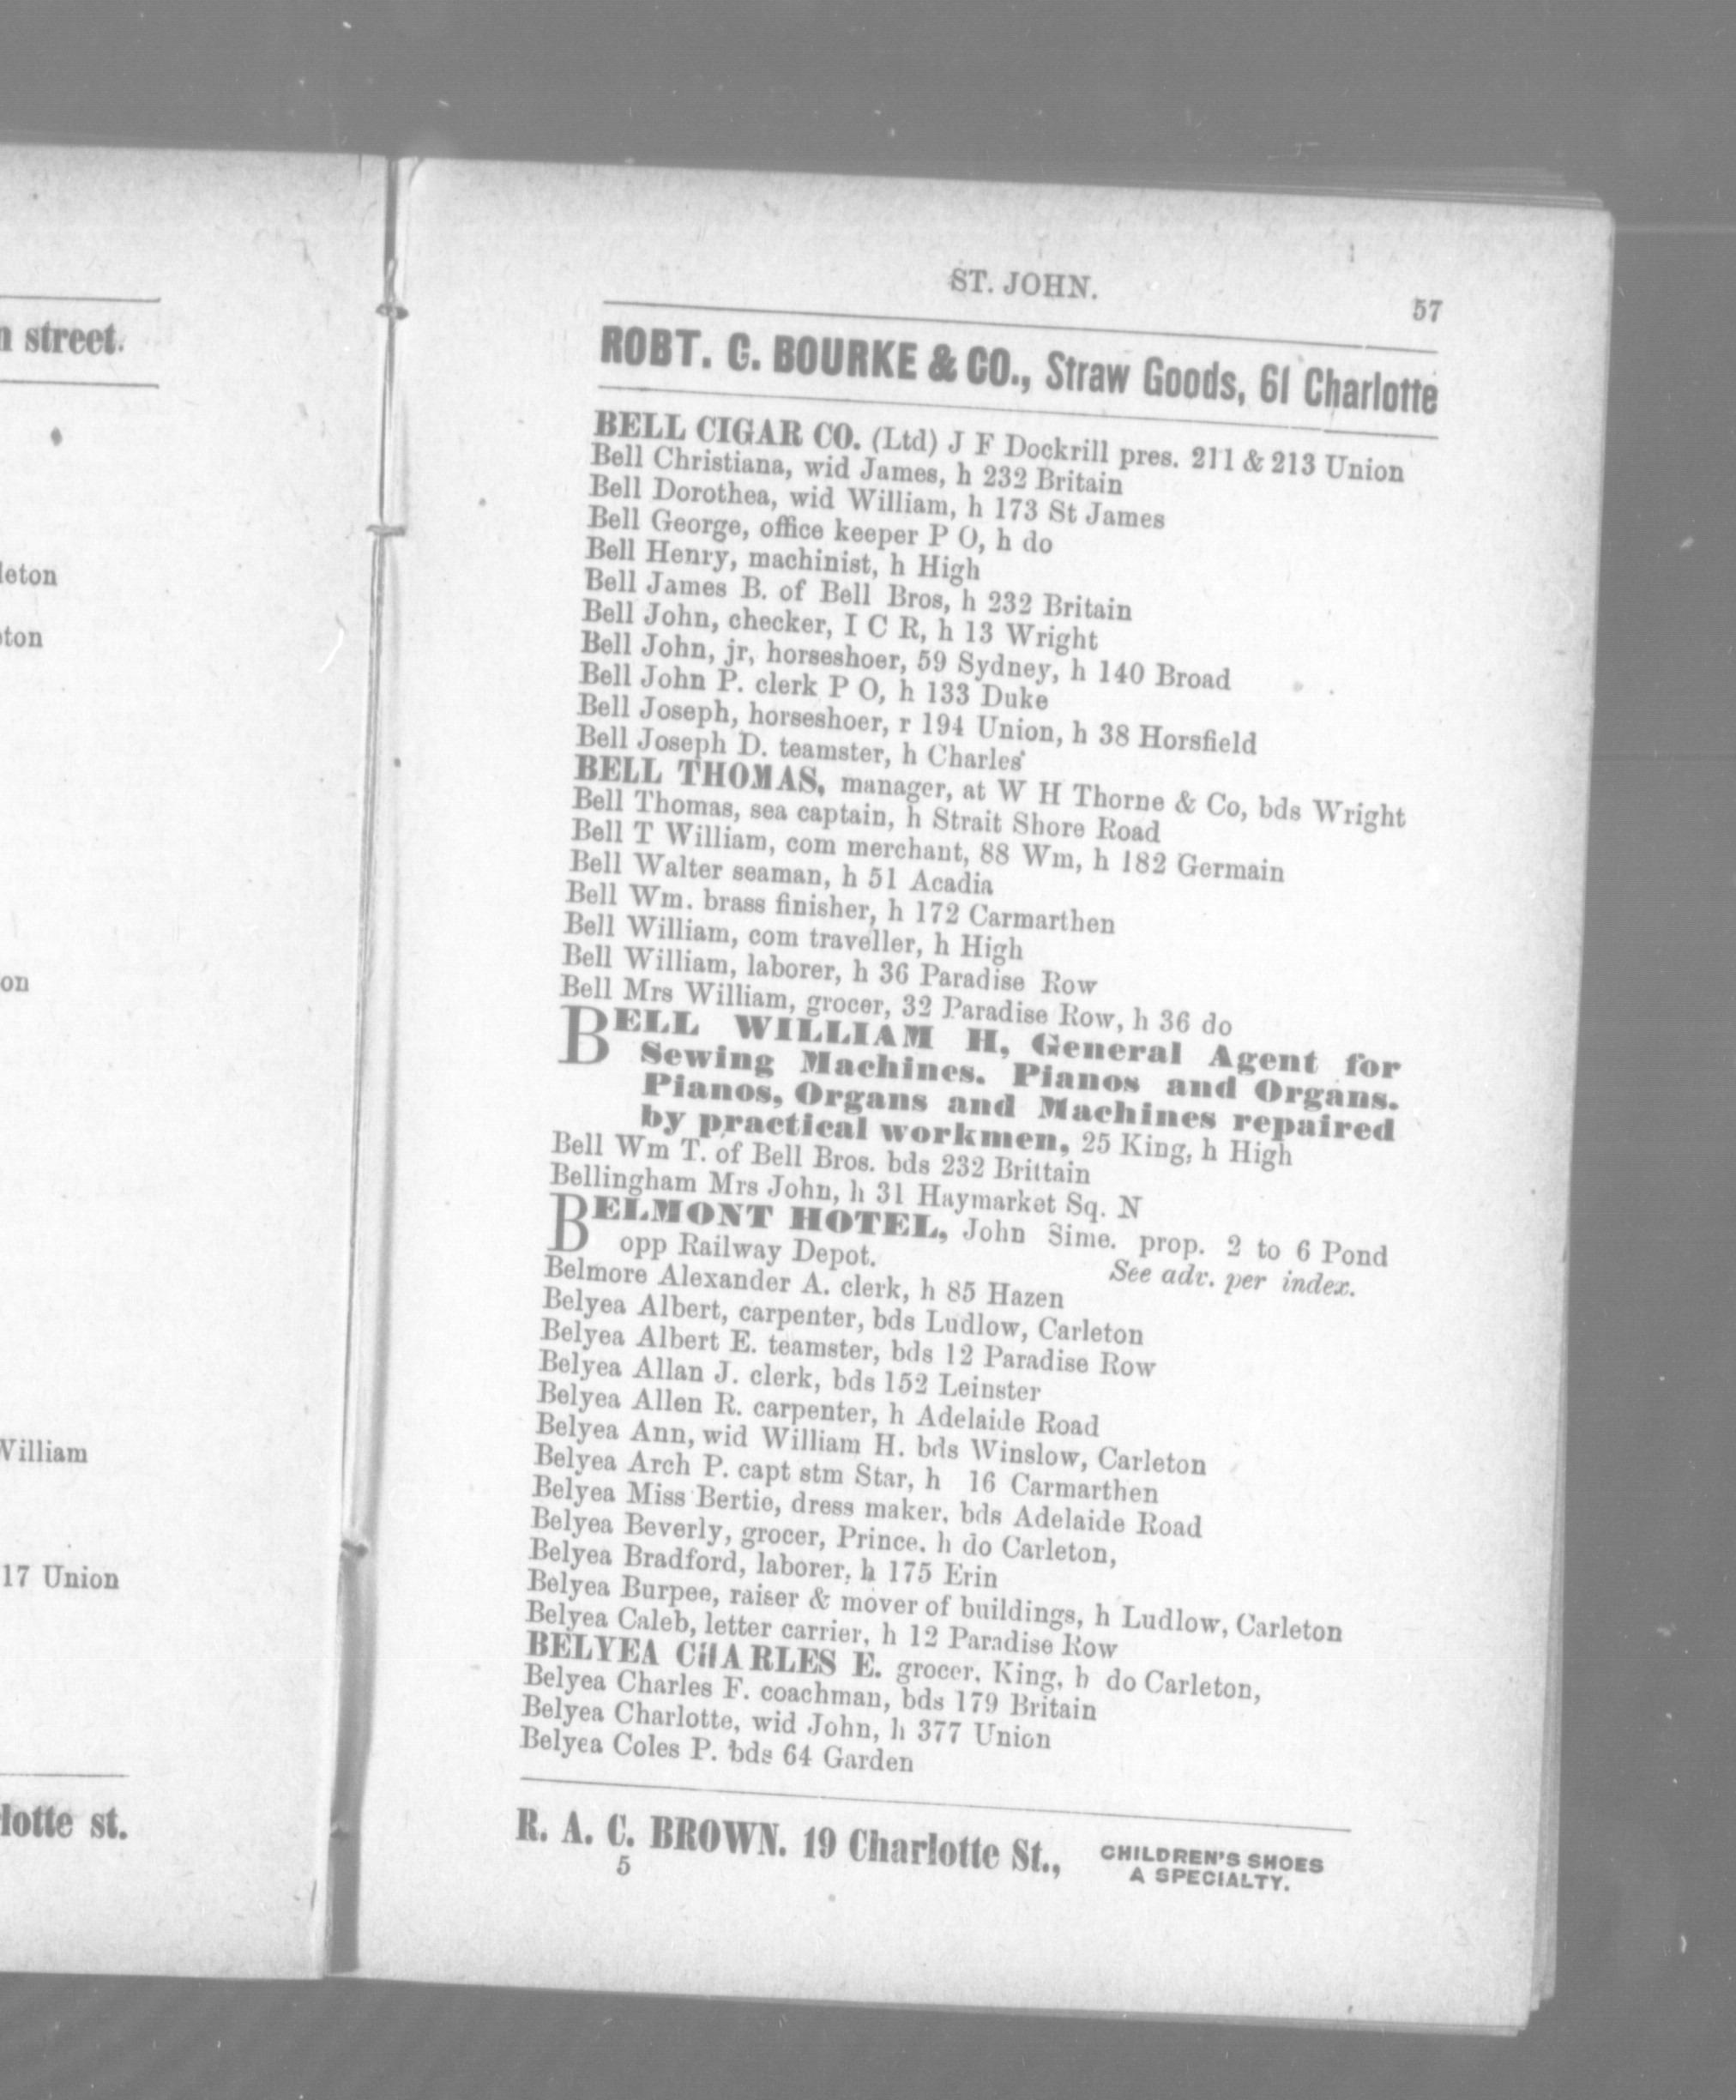 street.
leton
on
William
17 Union
lotte st.
ST. JOHN. 57
ROBT. C. BOURKE & CO., Straw Goods, 61 Charlotte
BELL CIGAR CO. (Ltd) J F Dockrill pres. 211 & 213 Union
Bell Christiana, wid James, h 232 Britain
Bell Dorothea, wid William, h 173 St James
Bell George, office keeper P O, h do
Bell Henry, machinist, h High
Bell James B. of Bell Bros, h 232 Britain
Bell John, checker, I C R, h 13 Wright
Bell John, jr, horseshoer, 59 Sydney, h 140 Broad
Bell John P. clerk P O, h 133 Duke
Bell Joseph, horseshoer, r 194 Union, h 38 Horsfield
Bell Joseph D. teamster, h Charles
BELL THOMAS, manager, at W H Thorne & Co, bds Wright
Bell Thomas, sea captain, h Strait Shore Road
Bell T William, com merchant, 88 Wm, h 182 Germain
Bell Walter seaman, h 51 Acadia
Bell Wm. brass finisher, h 172 Carmarthen
Bell William, com traveller, h High
Bell William, laborer, h 36 Paradise Row
Bell Mrs William, grocer, 32 Paradise Row, h 36 do
BELL WILLIAM H, General Agent for
Sewing Machines. Pianos and Organs.
Pianos, Organs and Machines repaired
by practical workmen, 25 King, h High
Bell Wm T. of Bell Bros. bds 232 Brittain
Bellingham Mrs John, h 31 Haymarket Sq. N
BELMONT HOTEL, John Sime. prop. 2 to 6 Pond
opp Railway Depot. See adv. per index.
Belmore Alexander A. clerk, h 85 Hazen
Belyea Albert, carpenter, bds Ludlow, Carleton
Belyea Albert E. teamster, bds 12 Paradise Row
Belyea Allan J. clerk, bds 152 Leinster
Belyea Allen R. carpenter, h Adelaide Road
Belyea Ann, wid William H. bds Winslow, Carleton
Belyea Arch P. capt stm Star, h 16 Carmarthen
Belyea Miss Bertie, dress maker, bds Adelaide Road
Belyea Beverly, grocer, Prince. h do Carleton,
Belyea Bradford, laborer, h 175 Erin
Belyea Burpee, raiser & mover of buildings, h Ludlow, Carleton
Belyea Caleb, letter carrier, h 12 Paradise Row
BELYEA CHARLES E. grocer. King, h do Carleton,
Belyea Charles F. coachman, bds 179 Britain
Belyea Charlotte, wid John, h 377 Union
Belyea Coles P. bds 64 Garden
R. A. C. BROWN. 19 Charlotte St., CHILDREN'S SHOES
A SPECIALTY.
5